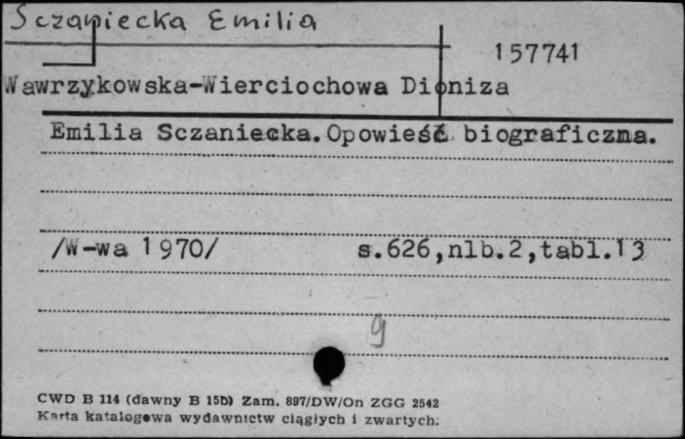 Sczaniecka Emilia
157741
Wawrzykowska-Wierciochowa Dioniza
Emilia Sczaniecka. Opowieść biograficzna.
/W-wa 1970/ s.626,nlb.2,tabl.13
9
CWD B 114 (dawny B 15b) Zam. 897/DW/On ZGG 2542
Karta katalogowa wydawnictw ciągłych i zwartych.